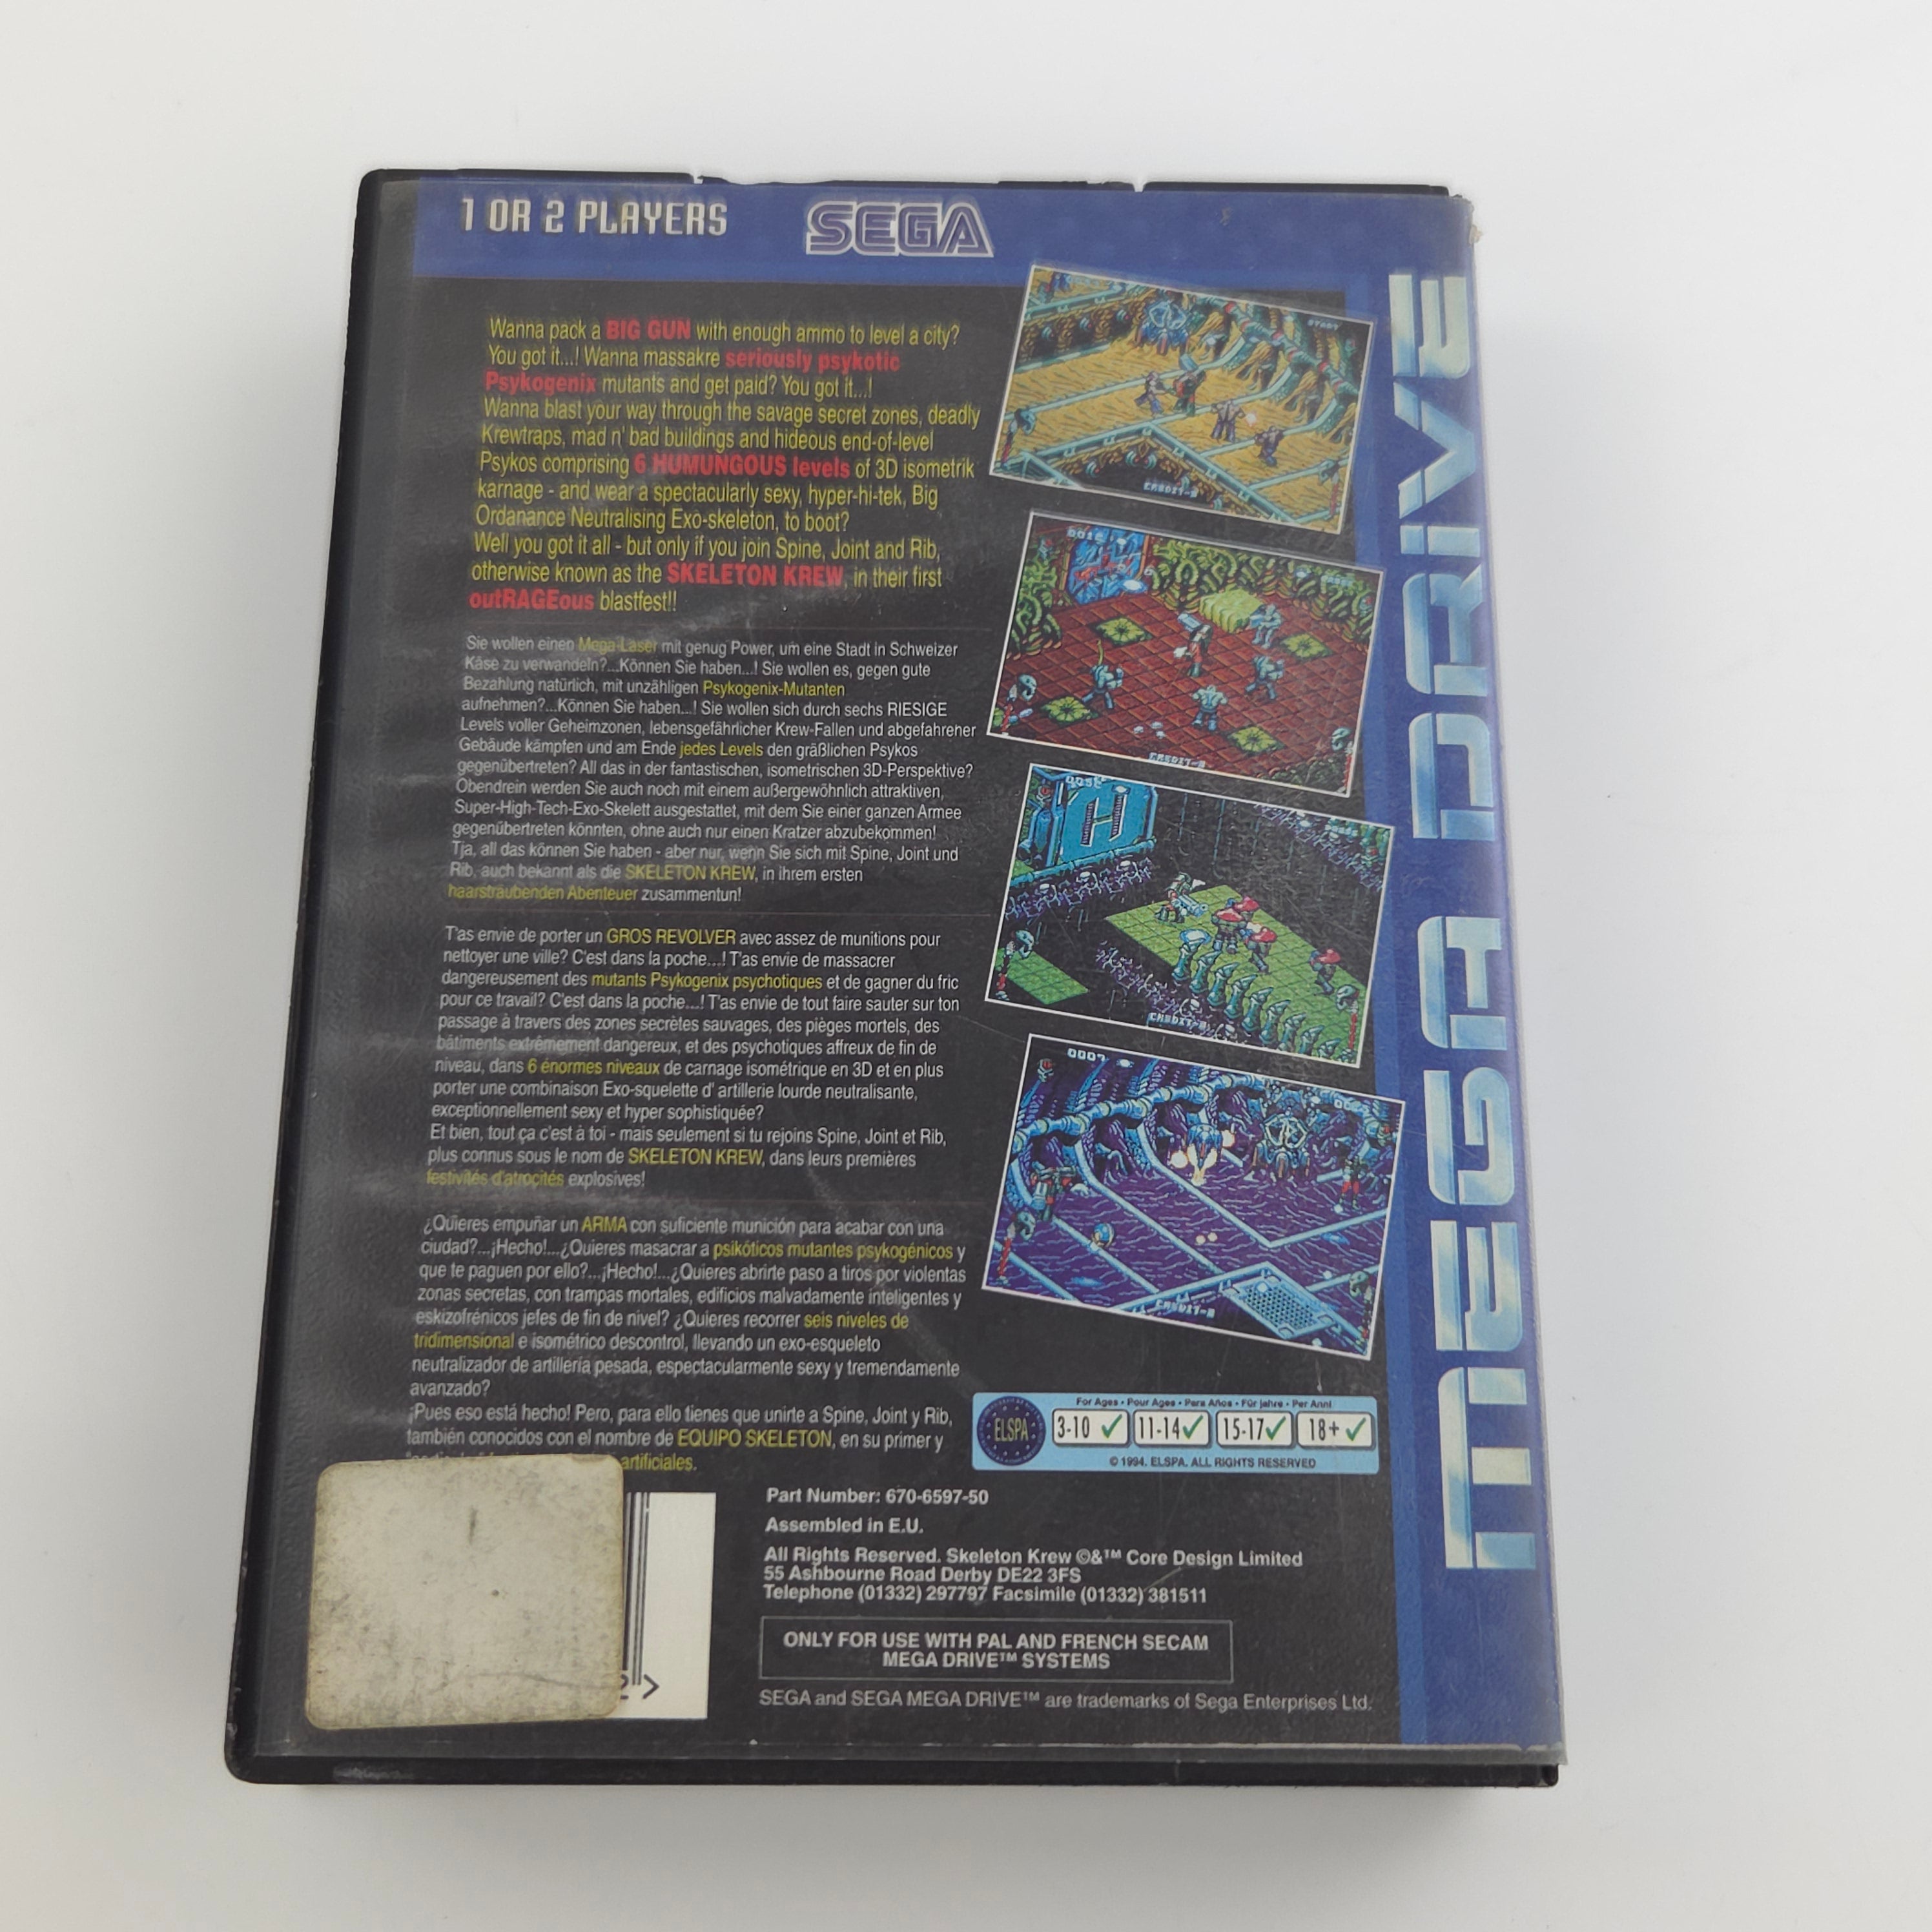 1 OR 2 PLAYERS
SEGA
Wanna pack a BIG GUN with enough ammo to level a city?
You got it...! Wanna massakre seriously psykotic
Psykogenix mutants and get paid? You got it...!
Wanna blast your way through the savage secret zones, deadly
Krewtraps, mad n' bad buildings and hideous end-of-level
Psykos comprising 6 HUMUNGOUS levels of 3D isometrik
karnage - and wear a spectacularly sexy, hyper-hi-tek, Big
Ordanance Neutralising Exo-skeleton, to boot?
Well you got it all - but only if you join Spine, Joint and Rib,
otherwise known as the SKELETON KREW, in their first
outRAGEous blastfest!!
Sie wollen einen Mega-Laser mit genug Power, um eine Stadt in Schweizer
Käse zu verwandeln?...Können Sie haben...! Sie wollen es, gegen gute
Bezahlung natürlich, mit unzähligen Psykogenix-Mutanten
aufnehmen?...Können Sie haben...! Sie wollen sich durch sechs RIESIGE
Levels voller Geheimzonen, lebensgefährlicher Krew-Fallen und abgefahrener
Gebäude kämpfen und am Ende jedes Levels den gräßlichen Psykos
gegenübertreten? All das in der fantastischen, isometrischen 3D-Perspektive?
Obendrein werden Sie auch noch mit einem außergewöhnlich attraktiven,
Super-High-Tech-Exo-Skelett ausgestattet, mit dem Sie einer ganzen Armee
gegenübertreten könnten, ohne auch nur einen Kratzer abzubekommen!
Tja, all das können Sie haben - aber nur, wenn Sie sich mit Spine, Joint und
Rib, auch bekannt als die SKELETON KREW, in ihrem ersten
haarsträubenden Abenteuer zusammentun!
T'as envie de porter un GROS REVOLVER avec assez de munitions pour
nettoyer une ville? C'est dans la poche...! T'as envie de massacrer
dangereusement des mutants Psykogenix psychotiques et de gagner du fric
pour ce travail? C'est dans la poche...! T'as envie de tout faire sauter sur ton
passage à travers des zones secrètes sauvages, des pièges mortels, des
bâtiments extrêmement dangereux, et des psychotiques affreux de fin de
niveau, dans 6 énormes niveaux de carnage isométrique en 3D et en plus
porter une combinaison Exo-squelette d' artillerie lourde neutralisante,
exceptionnellement sexy et hyper sophistiquée?
Et bien, tout ça c'est à toi - mais seulement si tu rejoins Spine, Joint et Rib,
plus connus sous le nom de SKELETON KREW, dans leurs premières
festivités d'atrocités explosives!
¿Quieres empuñar un ARMA con suficiente munición para acabar con una
ciudad?...¡Hecho!...¿Quieres masacrar a psikóticos mutantes psykogénicos y
que te paguen por ello?...¡Hecho!...¿Quieres abrirte paso a tiros por violentas
zonas secretas, con trampas mortales, edificios malvadamente inteligentes y
eskizofrénicos jefes de fin de nivel? ¿Quieres recorrer seis niveles de
tridimensional e isométrico descontrol, llevando un exo-esqueleto
neutralizador de artillería pesada, espectacularmente sexy y tremendamente
avanzado?
¡Pues eso está hecho! Pero, para ello tienes que unirte a Spine, Joint y Rib,
también conocidos con el nombre de EQUIPO SKELETON, en su primer y
artificiales.
START
CREDIT-8
CREDIT-8
CREDIT-8
0007
CREDIT-8
MEGA DRIVE
ELSPA
For Ages • Pour Ages • Para Años • Für jahre • Per Anni
3-10 ✓ 11-14 ✓ 15-17 ✓ 18+ ✓
© 1994. ELSPA. ALL RIGHTS RESERVED
Part Number: 670-6597-50
Assembled in E.U.
All Rights Reserved. Skeleton Krew ©&™ Core Design Limited
55 Ashbourne Road Derby DE22 3FS
Telephone (01332) 297797 Facsimile (01332) 381511
ONLY FOR USE WITH PAL AND FRENCH SECAM
MEGA DRIVE™ SYSTEMS
SEGA and SEGA MEGA DRIVE™ are trademarks of Sega Enterprises Ltd.